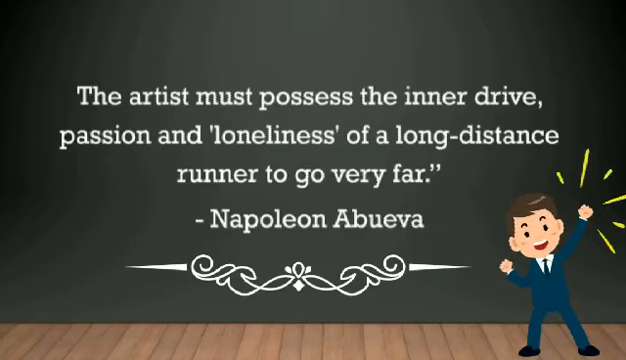 The artist must possess the inner drive,
passion and 'loneliness' of a long-distance
runner to go very far.”
- Napoleon Abueva